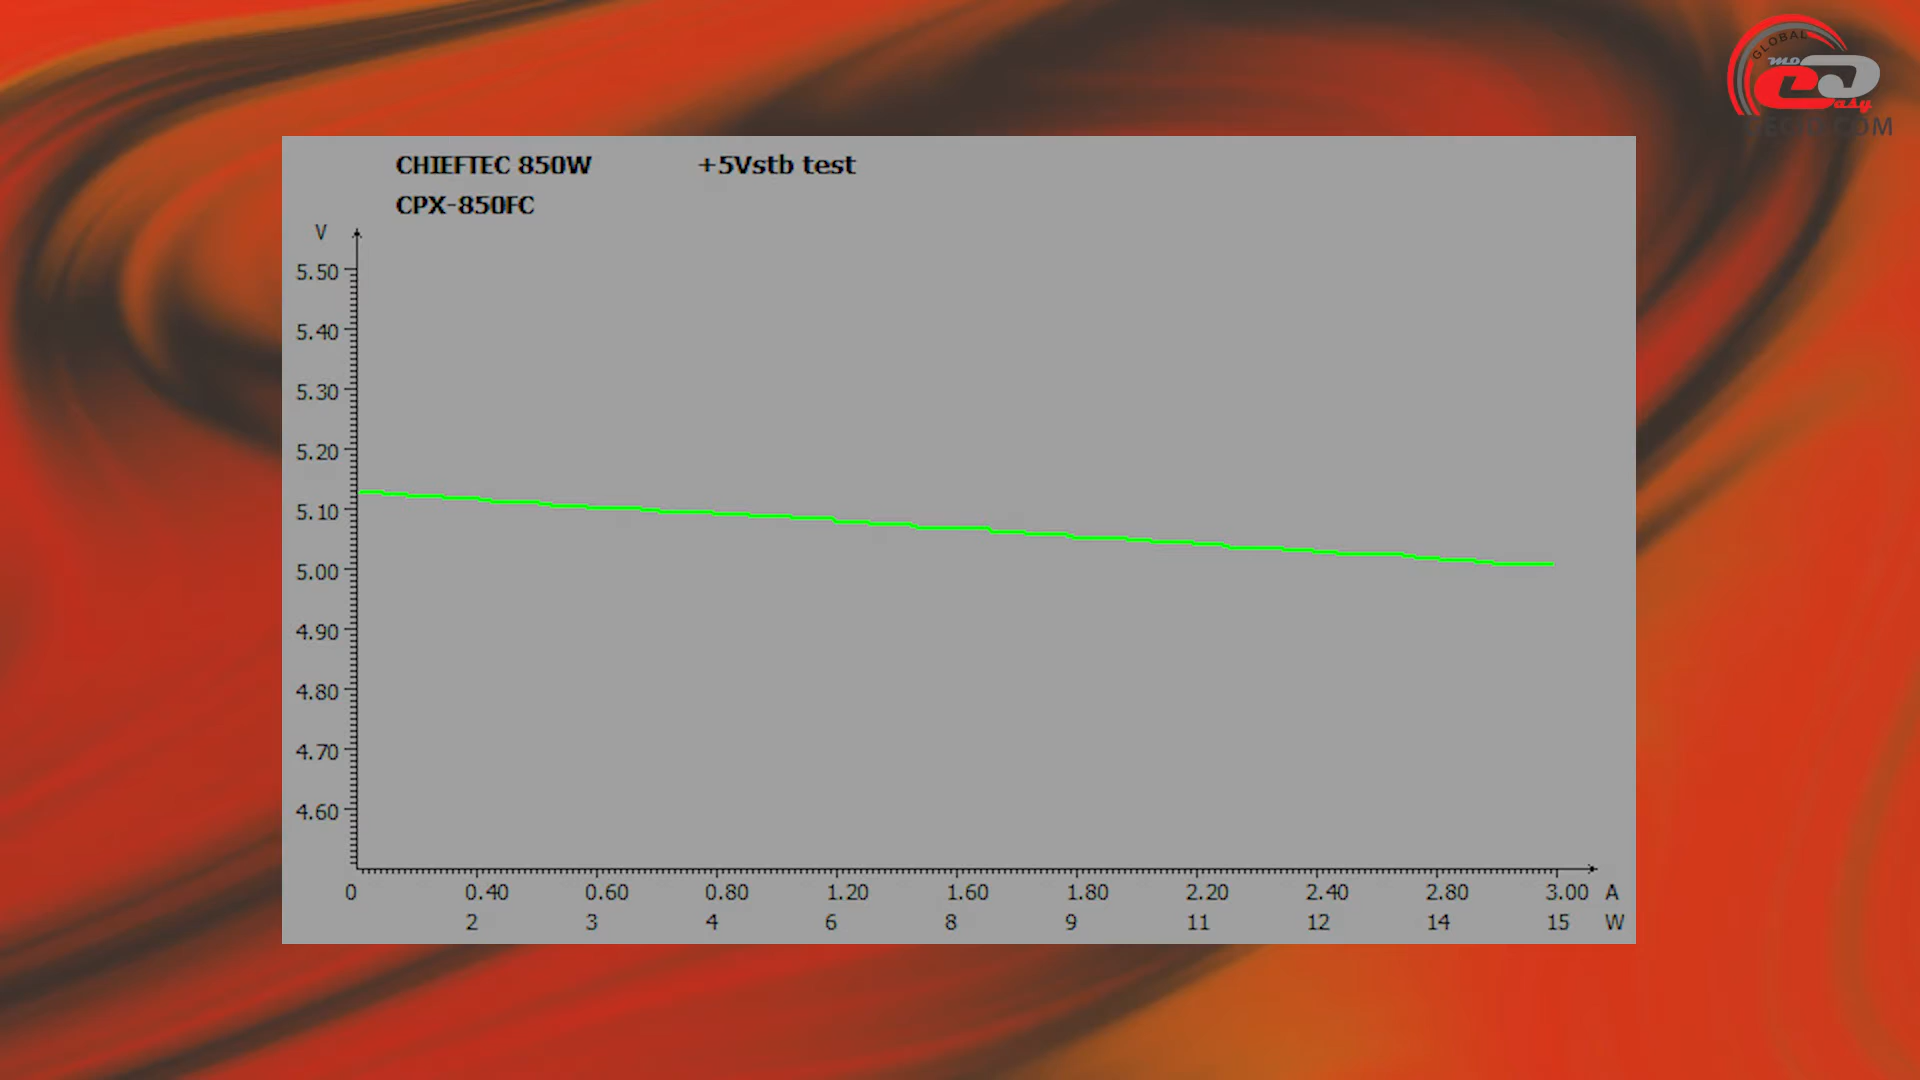 GLOBAL
MO
asy
CHIEFTEC 850W +5Vstb test
CPX-850FC
V
5.50
5.40
5.30
5.20
5.10
5.00
4.90
4.80
4.70
4.60
0 0.40 0.60 0.80 1.20 1.60 1.80 2.20 2.40 2.80 3.00 A
2 3 4 6 8 9 11 12 14 15 W